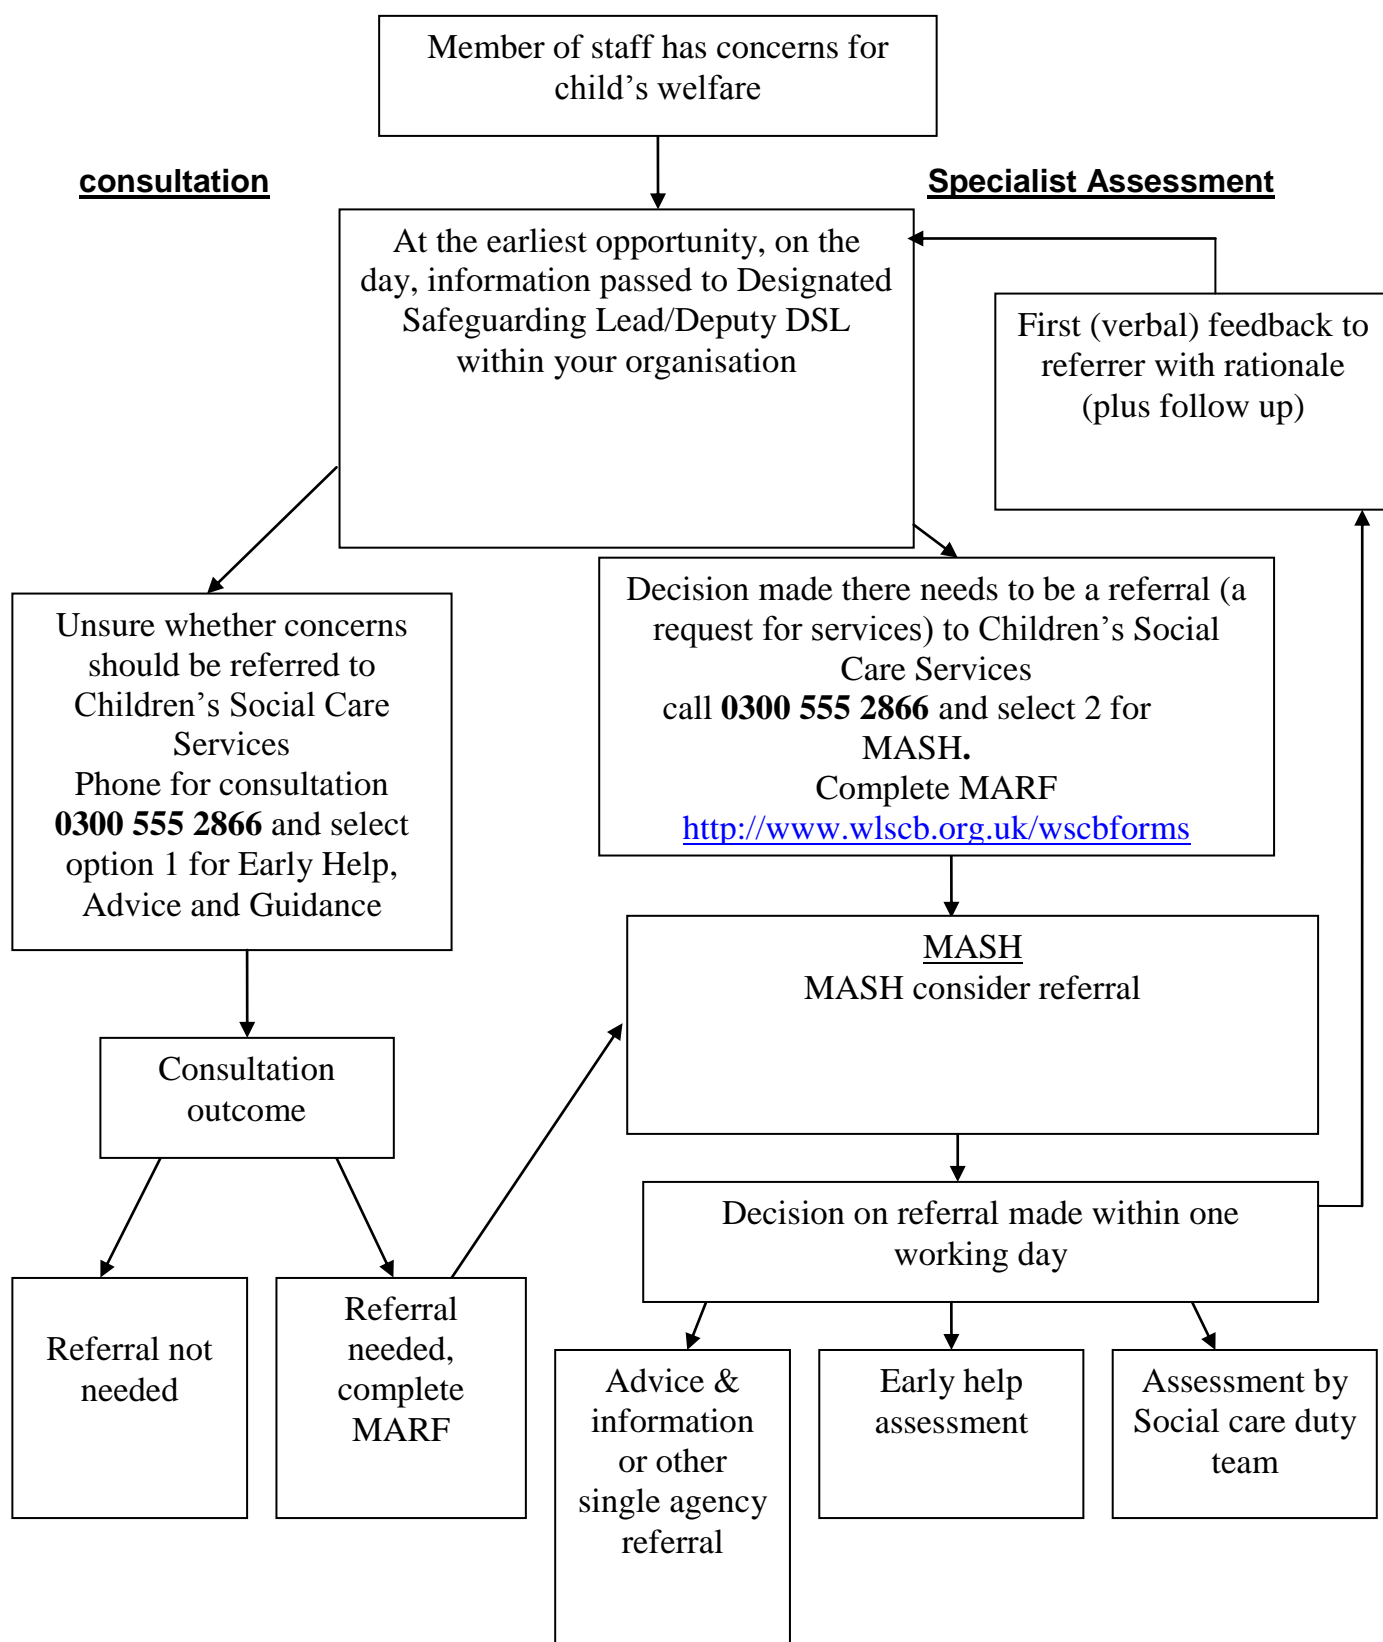 Member of staff has concerns for
child’s welfare
consultation
Specialist Assessment
At the earliest opportunity, on the
day, information passed to Designated
Safeguarding Lead/Deputy DSL
within your organisation
First (verbal) feedback to
referrer with rationale
(plus follow up)
Unsure whether concerns
should be referred to
Children’s Social Care
Services
Phone for consultation
0300 555 2866 and select
option 1 for Early Help,
Advice and Guidance
Decision made there needs to be a referral (a
request for services) to Children’s Social
Care Services
call 0300 555 2866 and select 2 for
MASH.
Complete MARF
http://www.wlscb.org.uk/wscbforms
MASH
MASH consider referral
Consultation
outcome
Decision on referral made within one
working day
Referral not
needed
Referral
needed,
complete
MARF
Advice &
information
or other
single agency
referral
Early help
assessment
Assessment by
Social care duty
team